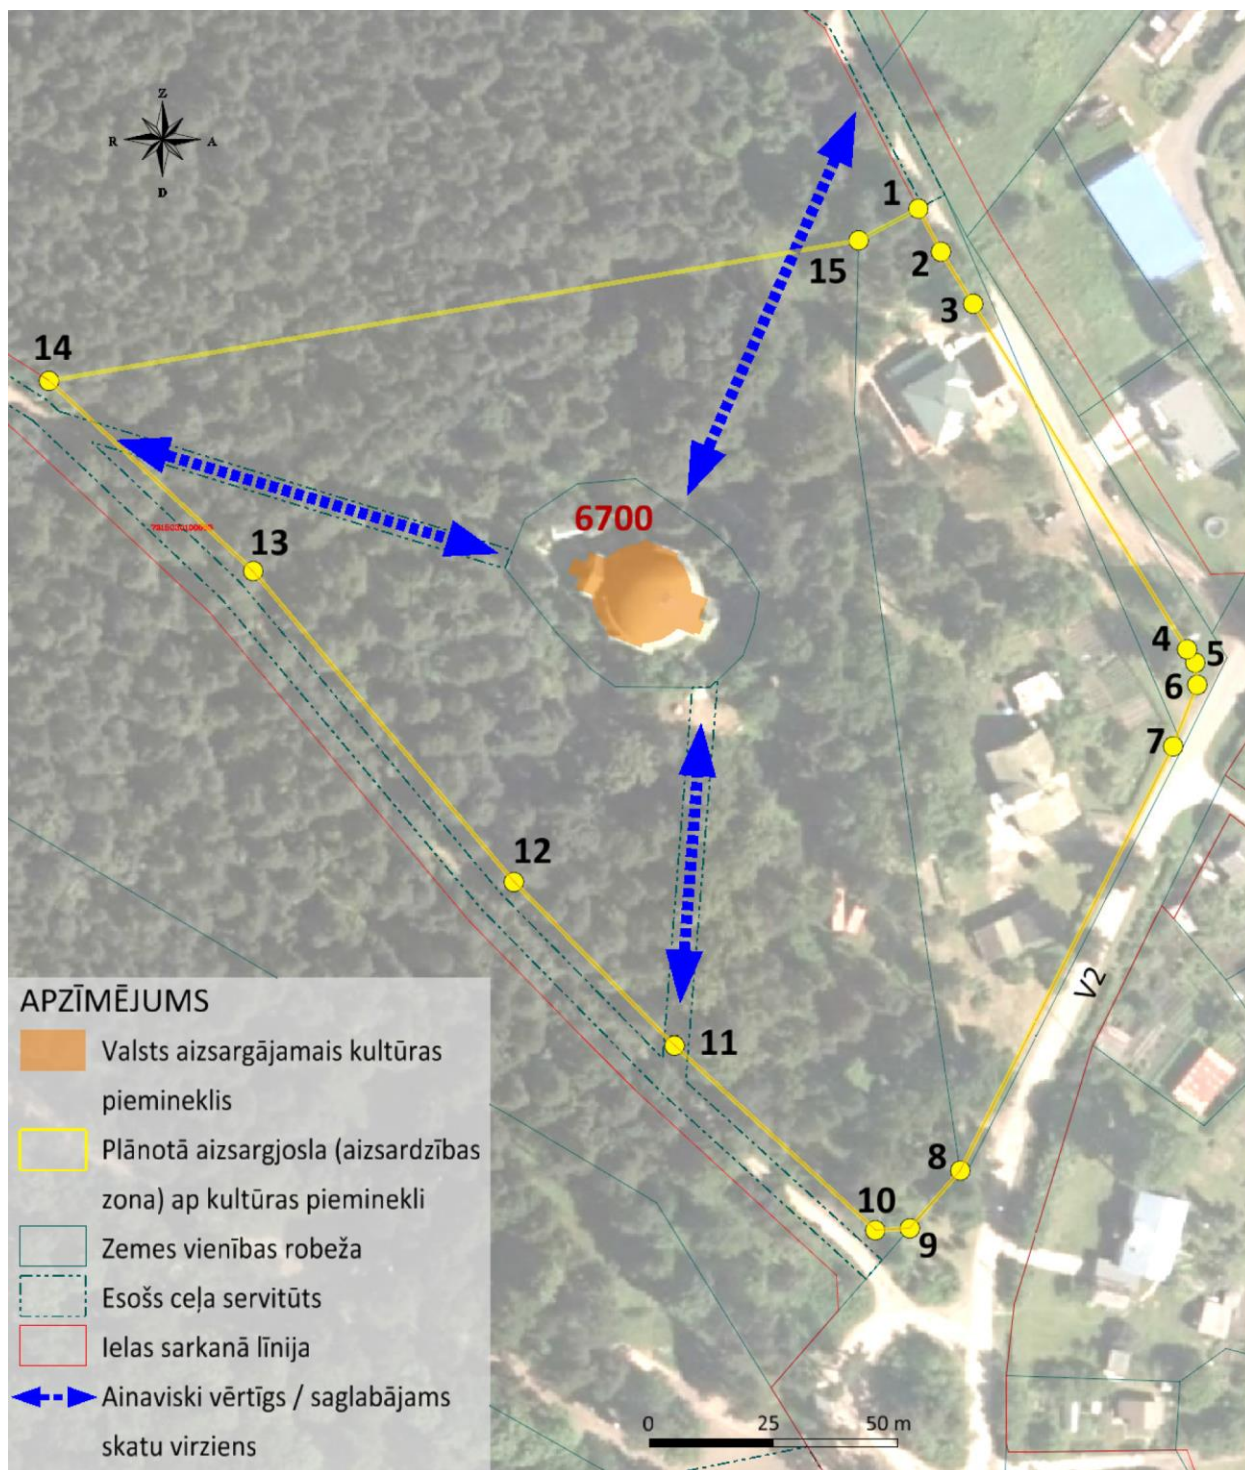 Z
R
A
D
1
2
15
3
14
6700
13
4
5
6
7
12
V2
11
8
10
9
APZĪMĒJUMS
Valsts aizsargājamais kultūras
piemineklis
Plānotā aizsargjosla (aizsardzības
zona) ap kultūras pieminekli
Zemes vienības robeža
Esošs ceļa servitūts
Ielas sarkanā līnija
Ainaviski vērtīgs / saglabājams
skatu virziens
0 25 50 m